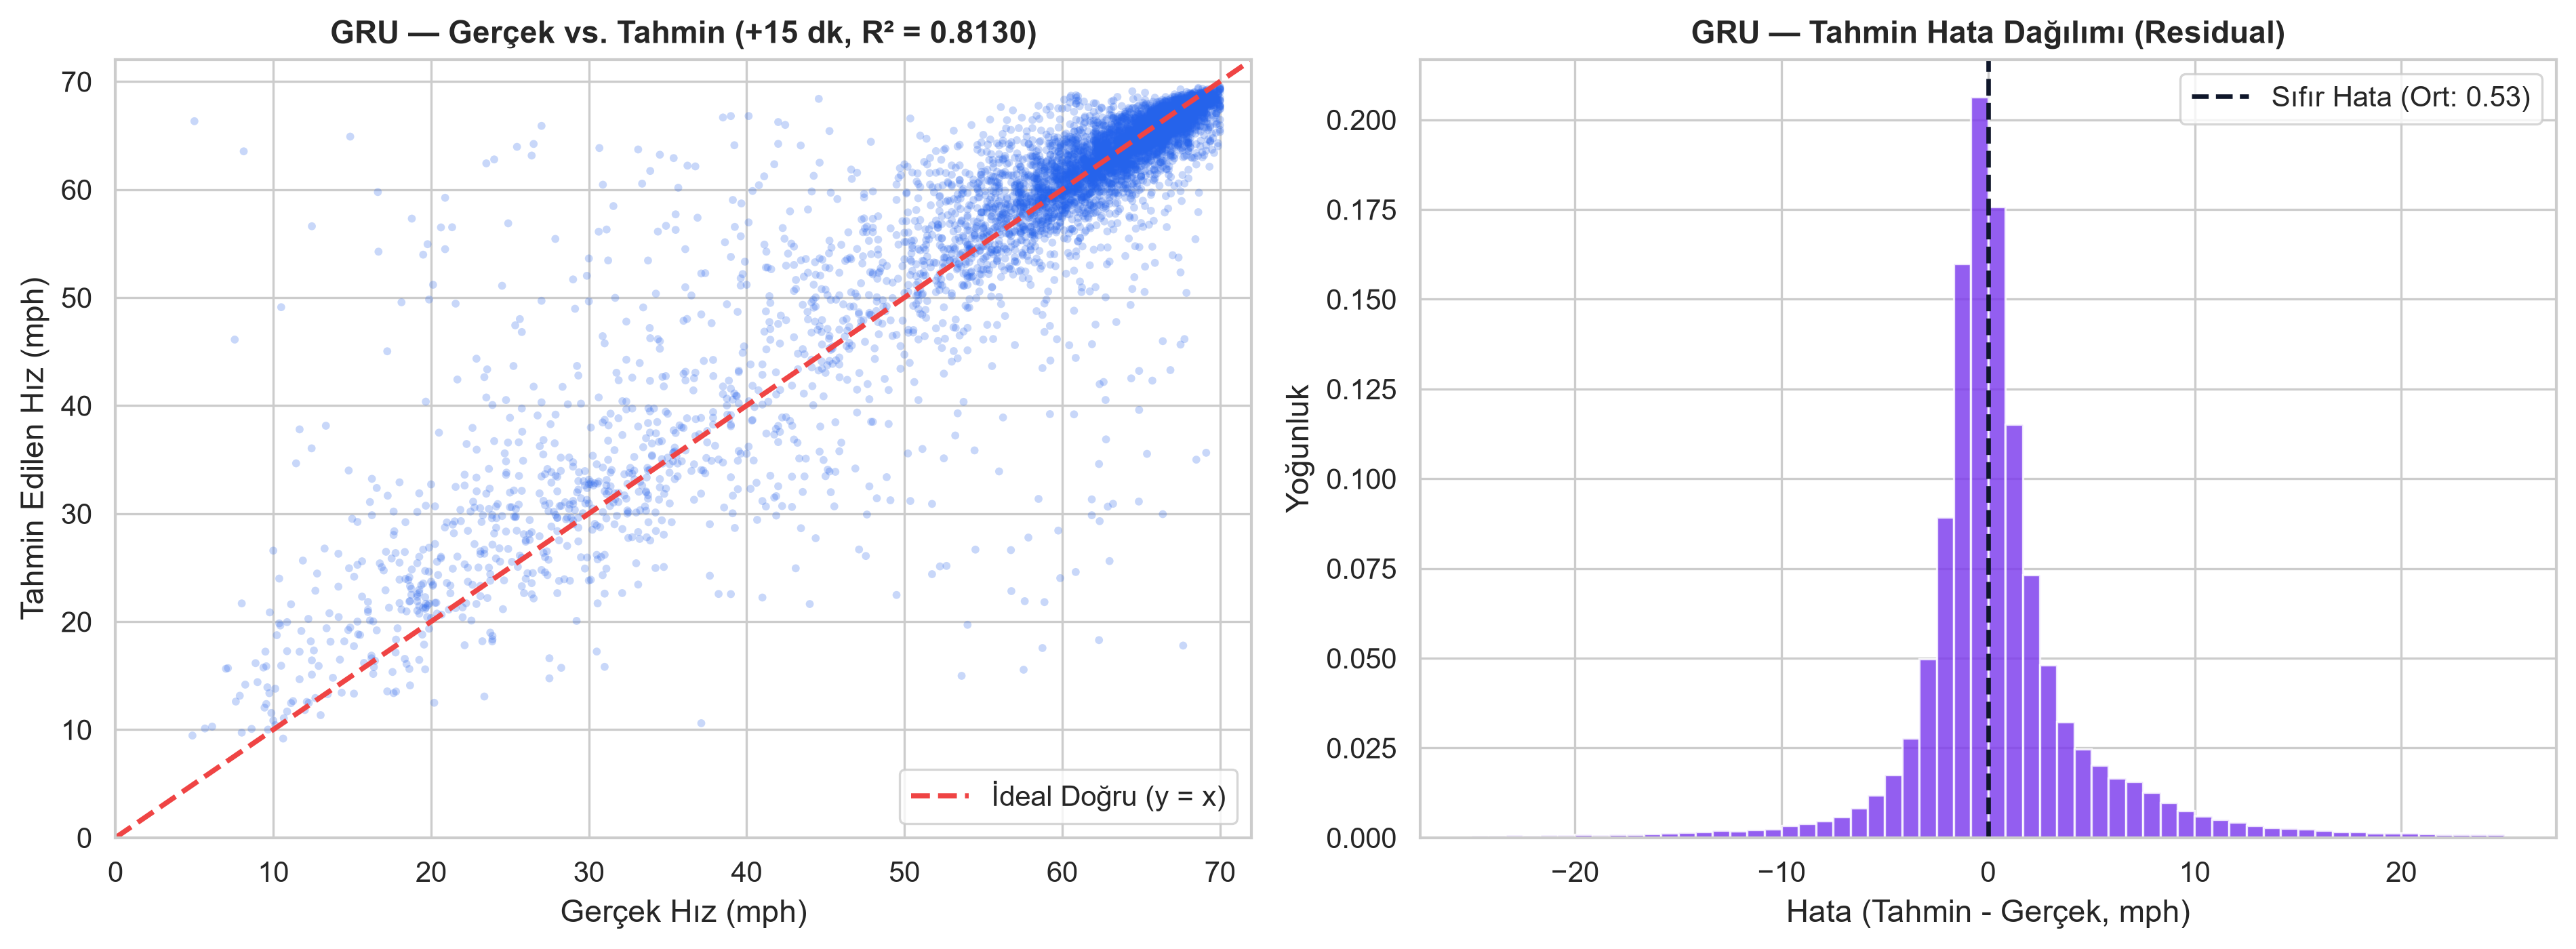 GRU — Gerçek vs. Tahmin (+15 dk, R² = 0.8130)
Tahmin Edilen Hız (mph)
70
60
50
40
30
20
10
0
0 10 20 30 40 50 60 70
Gerçek Hız (mph)
İdeal Doğru (y = x)
GRU — Tahmin Hata Dağılımı (Residual)
Sıfır Hata (Ort: 0.53)
Yoğunluk
0.200
0.175
0.150
0.125
0.100
0.075
0.050
0.025
0.000
−20 −10 0 10 20
Hata (Tahmin - Gerçek, mph)